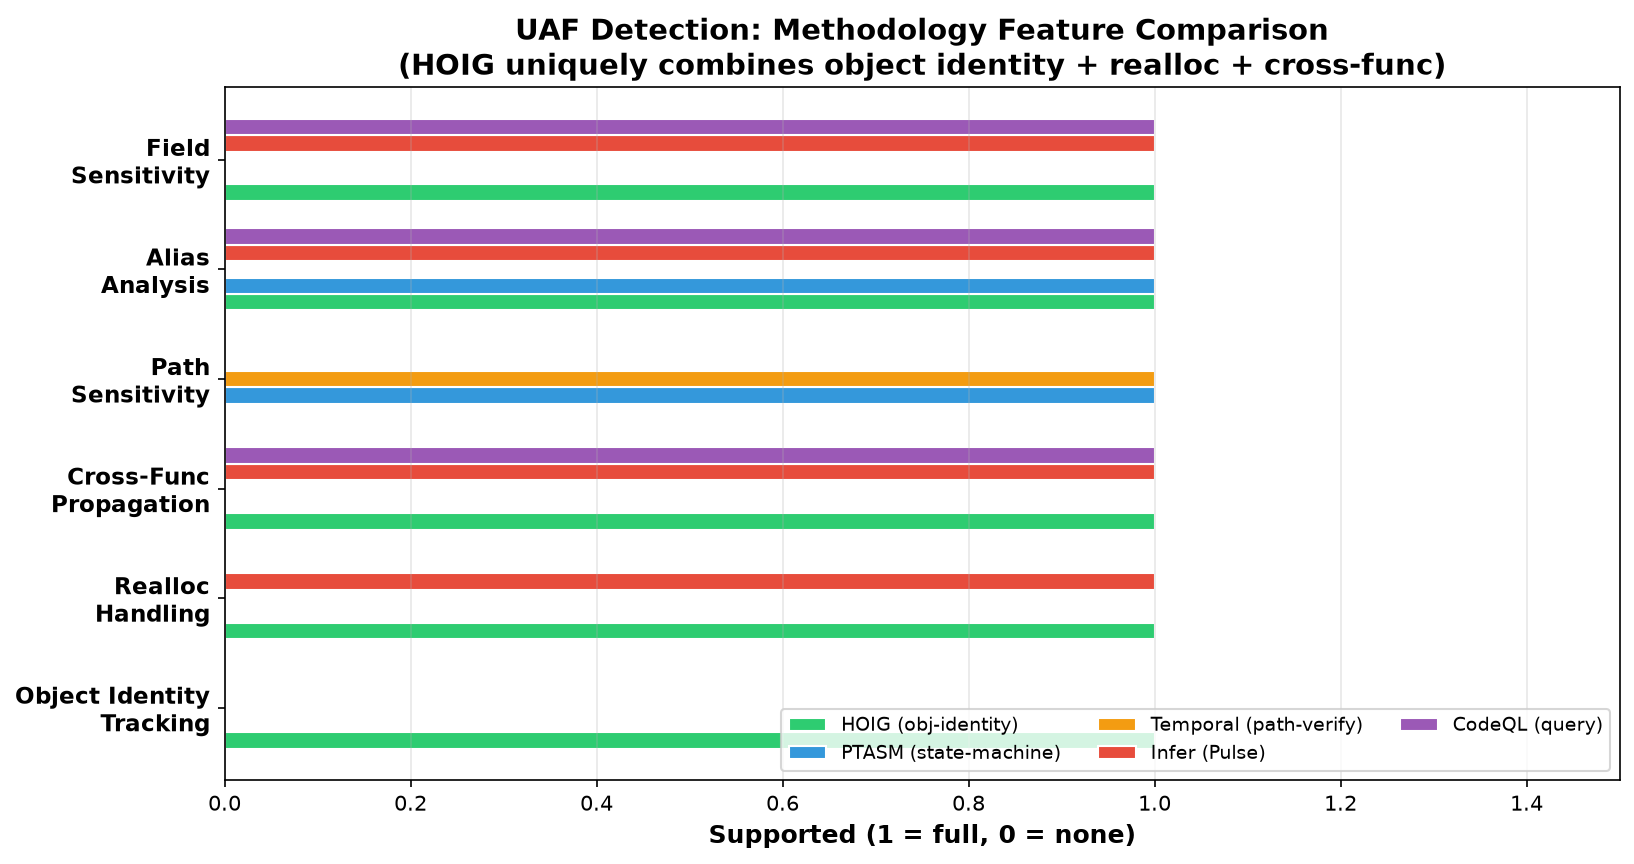 UAF Detection: Methodology Feature Comparison
(HOIG uniquely combines object identity + realloc + cross-func)
Field
Sensitivity
Alias
Analysis
Path
Sensitivity
Cross-Func
Propagation
Realloc
Handling
Object Identity
Tracking
HOIG (obj-identity)
PTASM (state-machine)
Temporal (path-verify)
Infer (Pulse)
CodeQL (query)
0.0 0.2 0.4 0.6 0.8 1.0 1.2 1.4
Supported (1 = full, 0 = none)